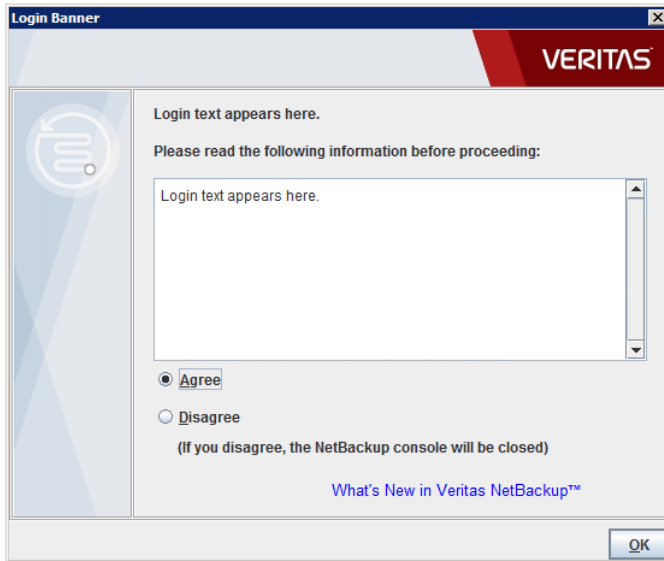 Login Banner
VERITAS
Login text appears here.
Please read the following information before proceeding:
Login text appears here.
Agree
Disagree
(If you disagree, the NetBackup console will be closed)
What's New in Veritas NetBackup™
OK